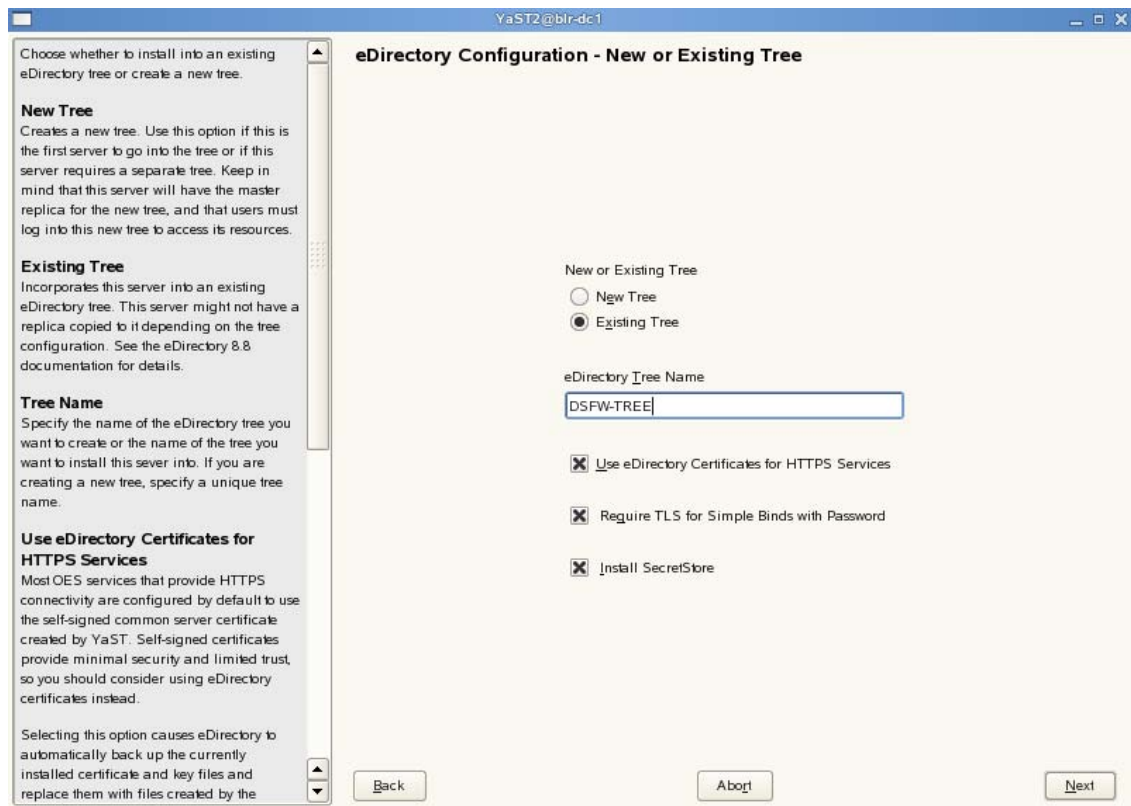 YaST2@blr-dc1
Choose whether to install into an existing
eDirectory tree or create a new tree.
New Tree
Creates a new tree. Use this option if this is
the first server to go into the tree or if this
server requires a separate tree. Keep in
mind that this server will have the master
replica for the new tree, and that users must
log into this new tree to access its resources.
Existing Tree
Incorporates this server into an existing
eDirectory tree. This server might not have a
replica copied to it depending on the tree
configuration. See the eDirectory 8.8
documentation for details.
Tree Name
Specify the name of the eDirectory tree you
want to create or the name of the tree you
want to install this sever into. If you are
creating a new tree, specify a unique tree
name.
Use eDirectory Certificates for
HTTPS Services
Most OES services that provide HTTPS
connectivity are configured by default to use
the self-signed common server certificate
created by YaST. Self-signed certificates
provide minimal security and limited trust,
so you should consider using eDirectory
certificates instead.
Selecting this option causes eDirectory to
automatically back up the currently
installed certificate and key files and
replace them with files created by the
eDirectory Configuration - New or Existing Tree
New or Existing Tree
New Tree
Existing Tree
eDirectory Tree Name
DSFW-TREE
Use eDirectory Certificates for HTTPS Services
Require TLS for Simple Binds with Password
Install SecretStore
Back
Abort
Next